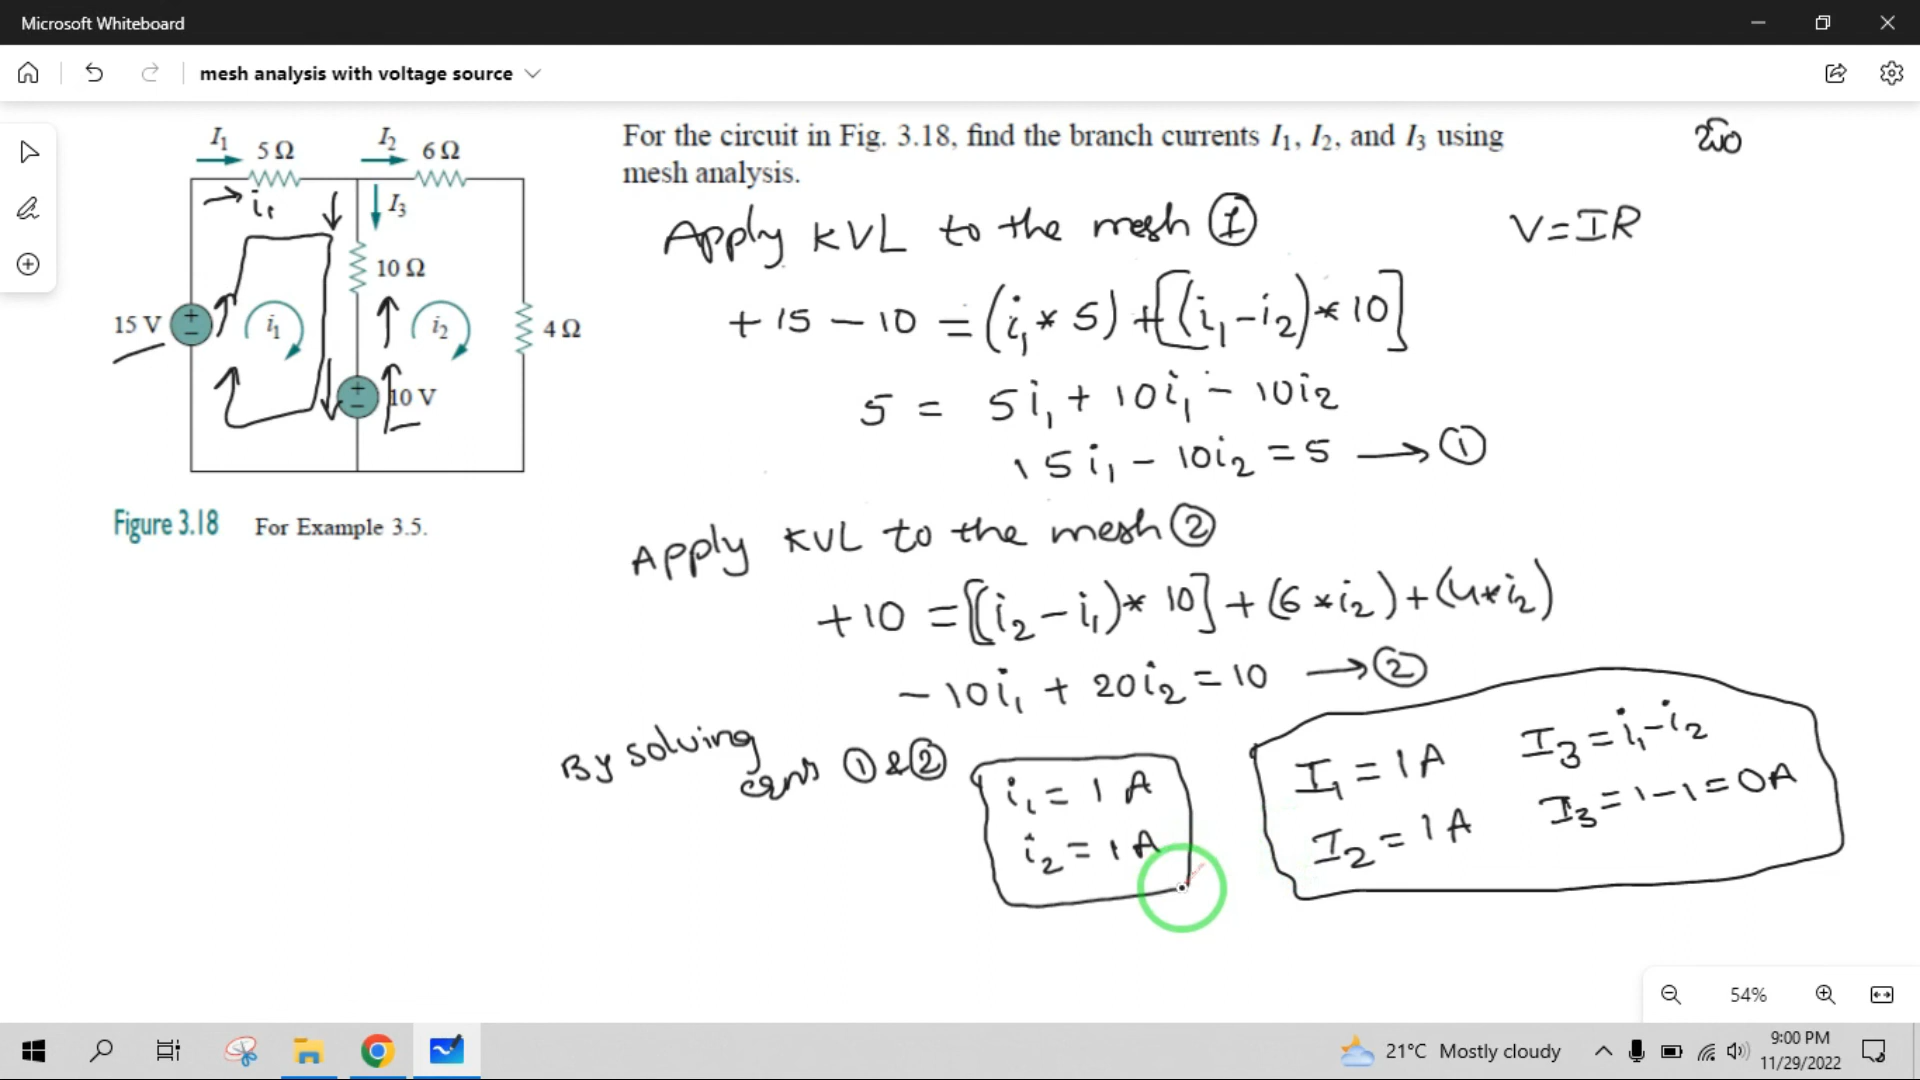 Microsoft Whiteboard
mesh analysis with voltage source
I₁ 5 Ω I₂ 6 Ω
i₁
I₃
10 Ω
15 V i₁ i₂ 4 Ω
10 V
Figure 3.18 For Example 3.5.
For the circuit in Fig. 3.18, find the branch currents I₁, I₂, and I₃ using
mesh analysis.
Apply KVL to the mesh ①
V=IR
+15 – 10 = (i₁ * 5) + [(i₁ – i₂) * 10]
5 = 5i₁ + 10i₁ – 10i₂
15i₁ – 10i₂ = 5 → ①
Apply KVL to the mesh ②
+10 = [(i₂ – i₁) * 10] + (6 * i₂) + (4 * i₂)
–10i₁ + 20i₂ = 10 → ②
By solving
① & ②
i₁ = 1 A
i₂ = 1 A
I₁ = 1A
I₂ = 1A
I₃ = i₁ – i₂
I₃ = 1 – 1 = 0A
54%
21°C Mostly cloudy
9:00 PM
11/29/2022